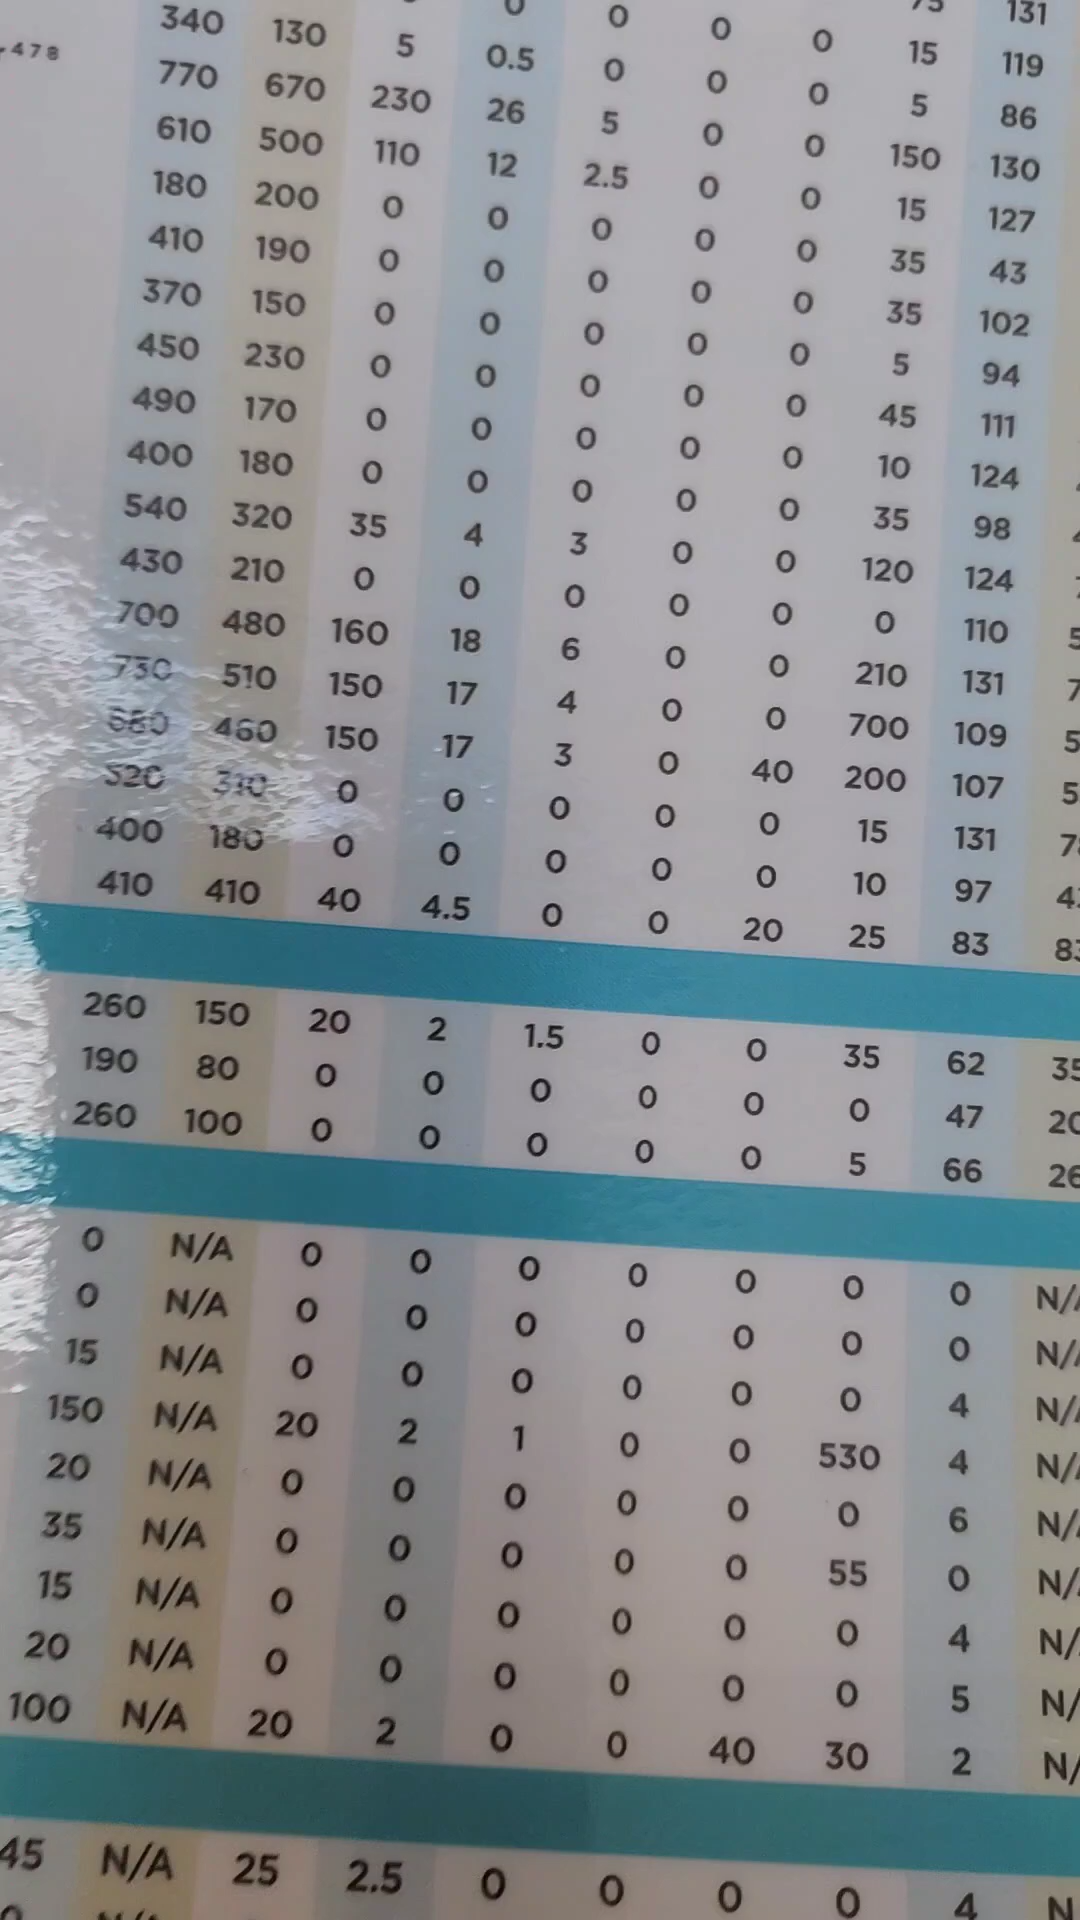 131
0 0 0 0 15 119
478
340 130 5 0.5 0 0 0 5 86
770 670 230 26 5 0 0 150 130
610 500 110 12 2.5 0 0 15 127
180 200 0 0 0 0 0 35 43
410 190 0 0 0 0 0 35 102
370 150 0 0 0 0 0 5 94
450 230 0 0 0 0 0 45 111
490 170 0 0 0 0 0 10 124
400 180 0 0 0 0 0 35 98
540 320 35 4 3 0 0 120 124
430 210 0 0 0 0 0 0 110
700 480 160 18 6 0 0 210 131
730 510 150 17 4 0 0 700 109
680 460 150 17 3 0 40 200 107
520 310 0 0 0 0 0 15 131
400 180 0 0 0 0 0 10 97
410 410 40 4.5 0 0 20 25 83
260 150 20 2 1.5 0 0 35 62
190 80 0 0 0 0 0 0 47
260 100 0 0 0 0 0 5 66
0 N/A 0 0 0 0 0 0 0
0 N/A 0 0 0 0 0 0 0
15 N/A 0 0 0 0 0 0 4
150 N/A 20 2 1 0 0 530 4
20 N/A 0 0 0 0 0 0 6
35 N/A 0 0 0 0 0 55 0
15 N/A 0 0 0 0 0 0 4
20 N/A 0 0 0 0 0 0 5
100 N/A 20 2 0 0 40 30 2
45 N/A 25 2.5 0 0 0 0 4